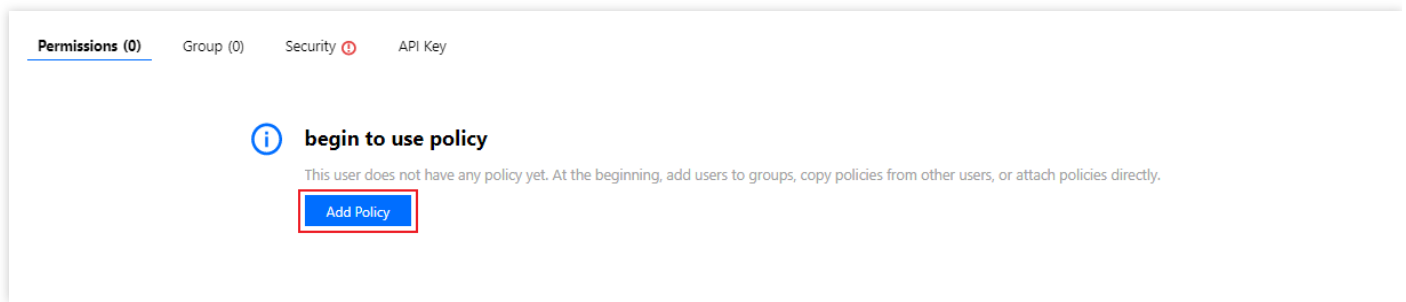 Permissions (0) Group (0) Security API Key
begin to use policy
This user does not have any policy yet. At the beginning, add users to groups, copy policies from other users, or attach policies directly.
Add Policy